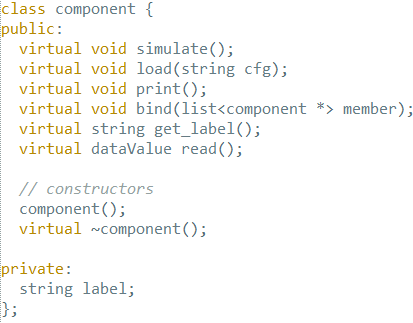 class component {
public:
  virtual void simulate();
  virtual void load(string cfg);
  virtual void print();
  virtual void bind(list<component *> member);
  virtual string get_label();
  virtual dataValue read();

  // constructors
  component();
  virtual ~component();

private:
  string label;
};